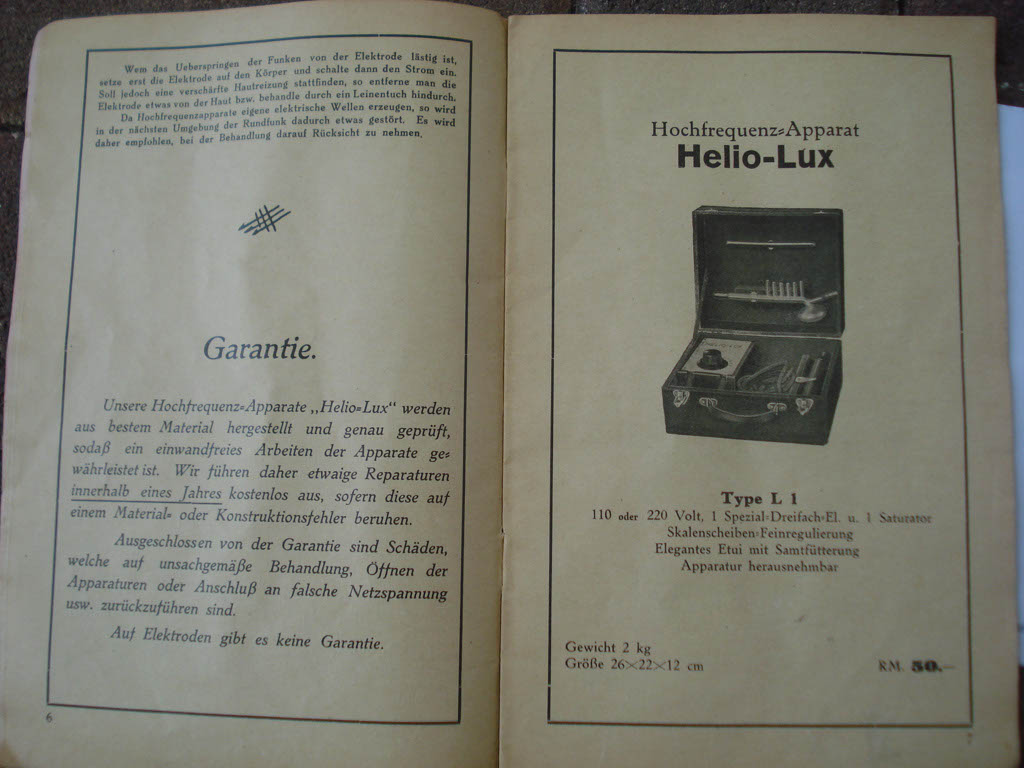 Wem das Ueberspringen der Funken von der Elektrode lästig ist,
setze erst die Elektrode auf den Körper und schalte dann den Strom ein.
Soll jedoch eine verschärfte Hautreizung stattfinden, so entferne man die
Elektrode etwas von der Haut bzw. behandle durch ein Leinentuch hindurch.
Da Hochfrequenzapparate eigene elektrische Wellen erzeugen, so wird
in der nächsten Umgebung der Rundfunk dadurch etwas gestört. Es wird
daher empfohlen, bei der Behandlung darauf Rücksicht zu nehmen.
Garantie.
Unsere Hochfrequenz-Apparate „Helio-Lux“ werden
aus bestem Material hergestellt und genau geprüft,
sodaß ein einwandfreies Arbeiten der Apparate ge-
währleistet ist. Wir führen daher etwaige Reparaturen
innerhalb eines Jahres kostenlos aus, sofern diese auf
einem Material- oder Konstruktionsfehler beruhen.
Ausgeschlossen von der Garantie sind Schäden,
welche auf unsachgemäße Behandlung, Öffnen der
Apparaturen oder Anschluß an falsche Netzspannung
usw. zurückzuführen sind.
Auf Elektroden gibt es keine Garantie.
6
Hochfrequenz-Apparat
Helio-Lux
Type L 1
110 oder 220 Volt, 1 Spezial-Dreifach-El. u. 1 Saturator
Skalenscheiben-Feinregulierung
Elegantes Etui mit Samtfütterung
Apparatur herausnehmbar
Gewicht 2 kg
Größe 26×22×12 cm
RM. 50.—
7